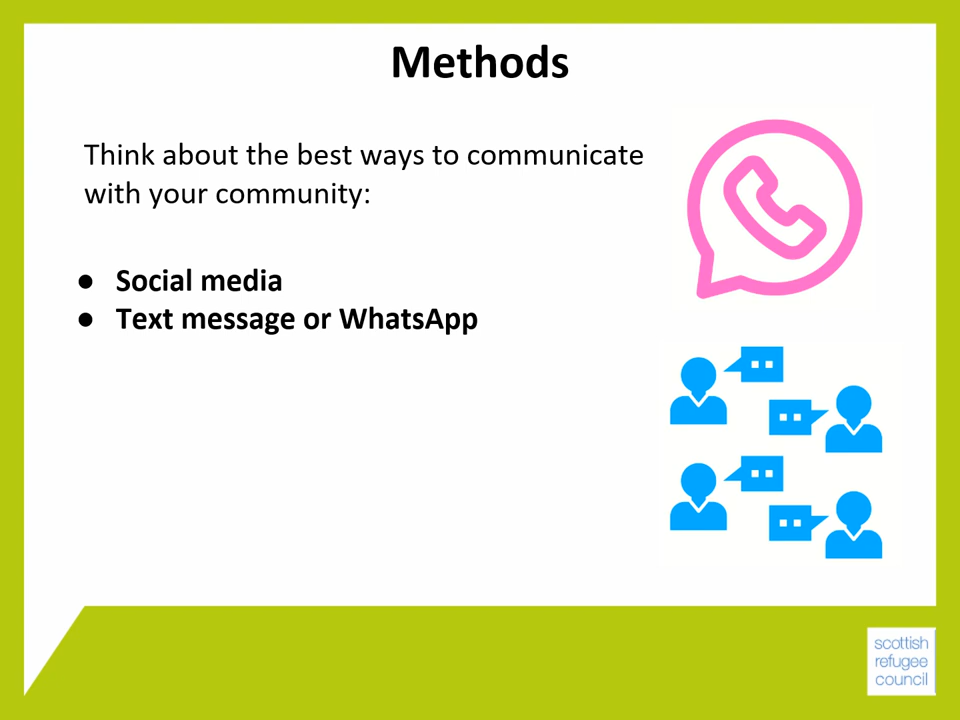 Methods
Think about the best ways to communicate
with your community:
● Social media
● Text message or WhatsApp
scottish
refugee
council